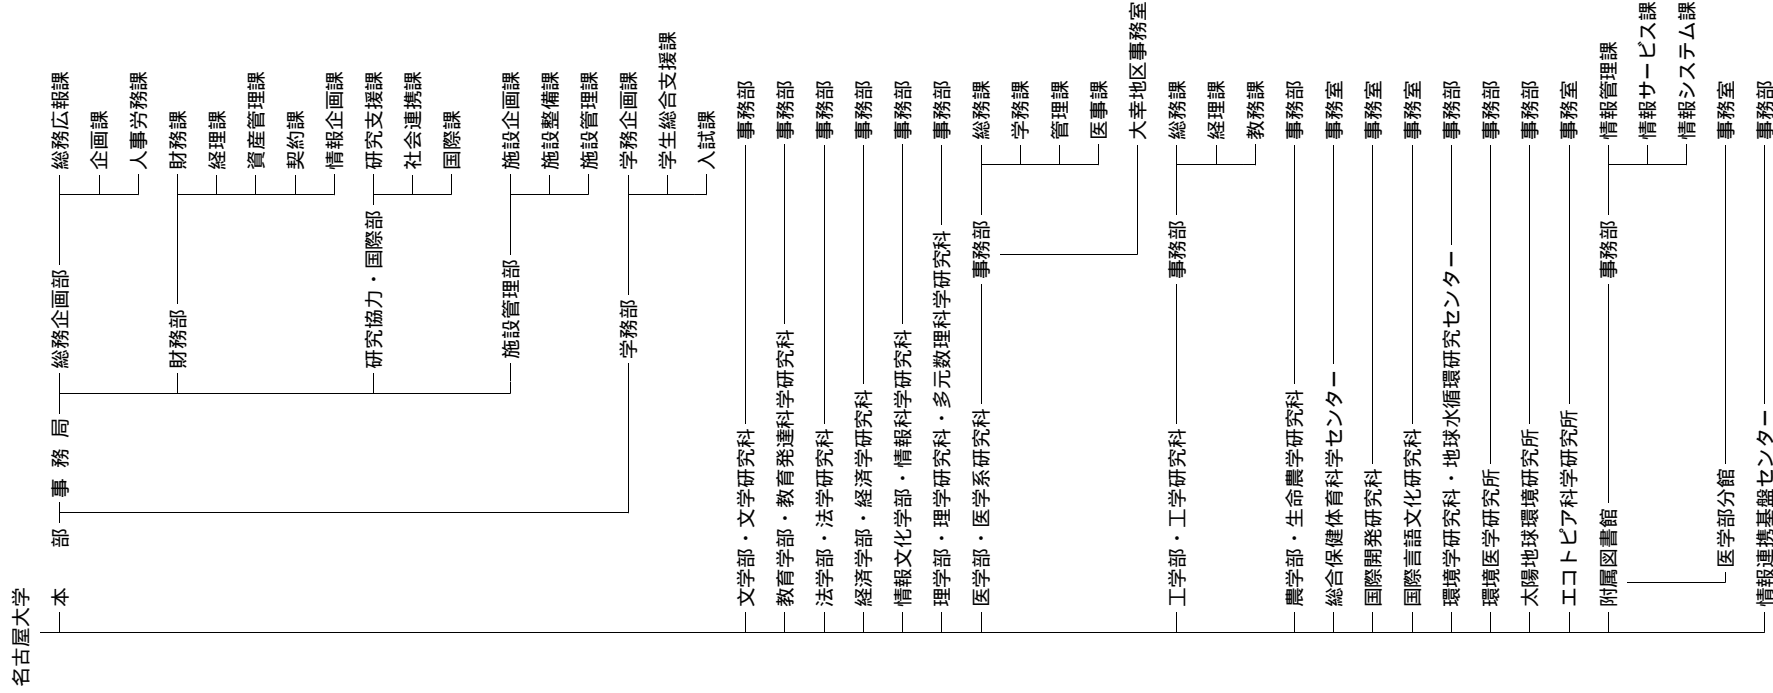 名古屋大学
本部
事務局
総務企画部
総務広報課
企画課
人事労務課
財務部
財務課
経理課
資産管理課
契約課
情報企画課
研究協力・国際部
研究支援課
社会連携課
国際課
施設管理部
施設企画課
施設整備課
施設管理課
学務部
学務企画課
学生総合支援課
入試課
文学部・文学研究科
事務部
教育学部・教育発達科学研究科
事務部
法学部・法学研究科
事務部
経済学部・経済学研究科
事務部
情報文化学部・情報科学研究科
事務部
理学部・理学研究科・多元数理科学研究科
事務部
医学部・医学系研究科
事務部
総務課
学務課
管理課
医事課
大幸地区事務室
工学部・工学研究科
事務部
総務課
経理課
教務課
農学部・生命農学研究科
事務部
総合保健体育科学センター
事務室
国際開発研究科
事務室
国際言語文化研究科
事務室
環境学研究科・地球水循環研究センター
事務部
環境医学研究所
事務部
太陽地球環境研究所
事務部
エコトピア科学研究所
事務室
附属図書館
事務部
情報管理課
情報サービス課
情報システム課
医学部分館
事務室
情報連携基盤センター
事務部